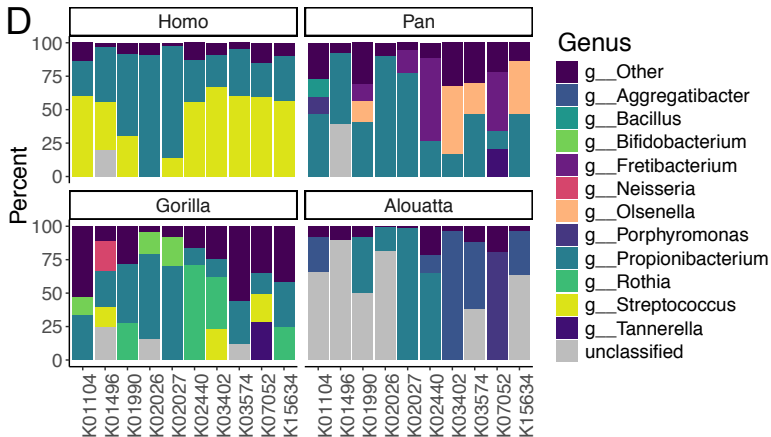 D
Homo
Pan
100
75
50
25
0
Percent
Gorilla
Alouatta
100
75
50
25
0
K01104
K01496
K01990
K02026
K02027
K02440
K03402
K03574
K07052
K15634
K01104
K01496
K01990
K02026
K02027
K02440
K03402
K03574
K07052
K15634
Genus
g__Other
g__Aggregatibacter
g__Bacillus
g__Bifidobacterium
g__Fretibacterium
g__Neisseria
g__Olsenella
g__Porphyromonas
g__Propionibacterium
g__Rothia
g__Streptococcus
g__Tannerella
unclassified